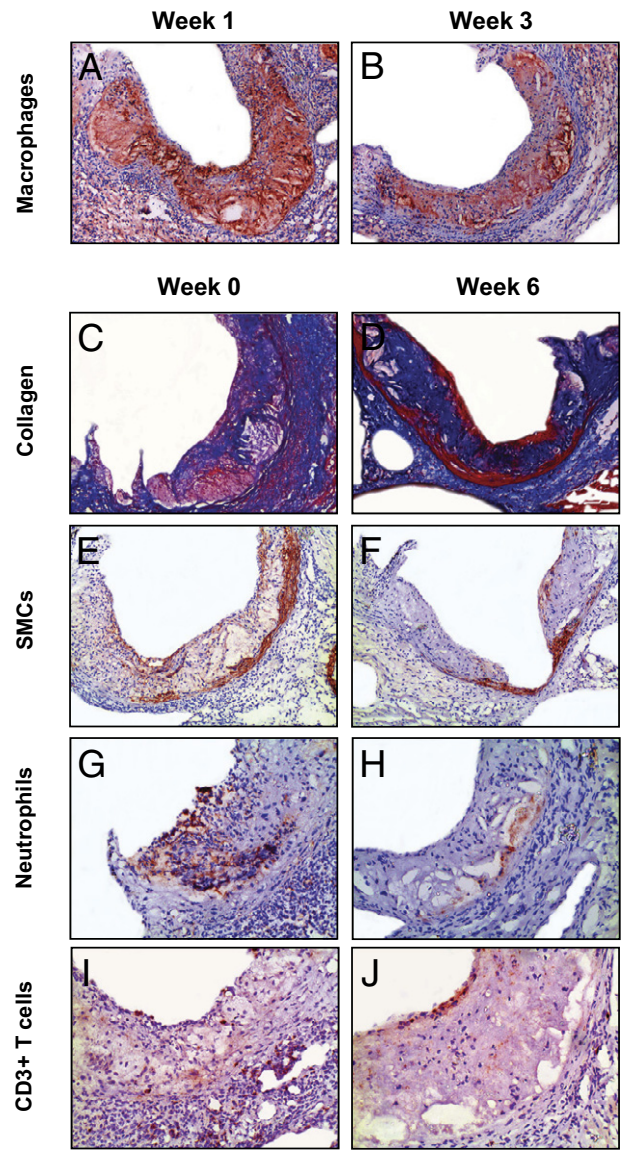 Week 1 Week 3
Macrophages
A B
Week 0 Week 6
Collagen
C D
SMCs
E F
Neutrophils
G H
CD3+ T cells
I J